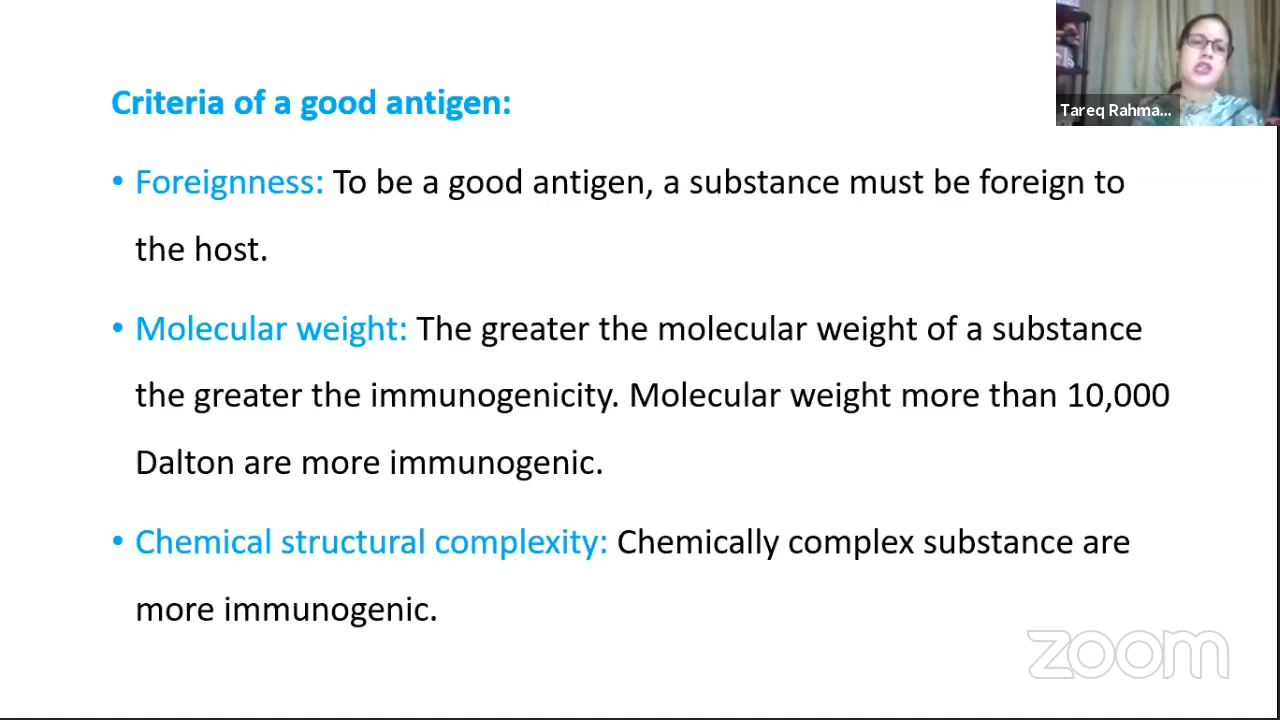 Criteria of a good antigen:
• Foreignness: To be a good antigen, a substance must be foreign to
the host.
• Molecular weight: The greater the molecular weight of a substance
the greater the immunogenicity. Molecular weight more than 10,000
Dalton are more immunogenic.
• Chemical structural complexity: Chemically complex substance are
more immunogenic.
Tareq Rahma...
zoom